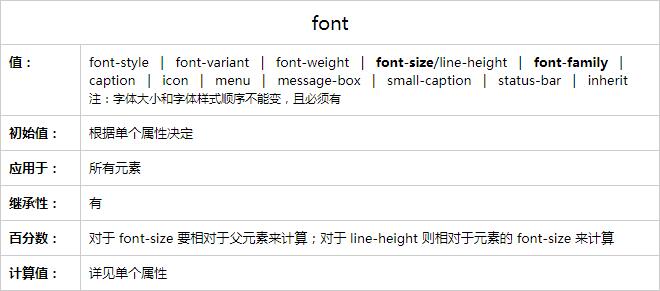 font
值： font-style | font-variant | font-weight | font-size/line-height | font-family |
caption | icon | menu | message-box | small-caption | status-bar | inherit
注：字体大小和字体样式顺序不能变，且必须有
初始值： 根据单个属性决定
应用于： 所有元素
继承性： 有
百分数： 对于 font-size 要相对于父元素来计算；对于 line-height 则相对于元素的 font-size 来计算
计算值： 详见单个属性